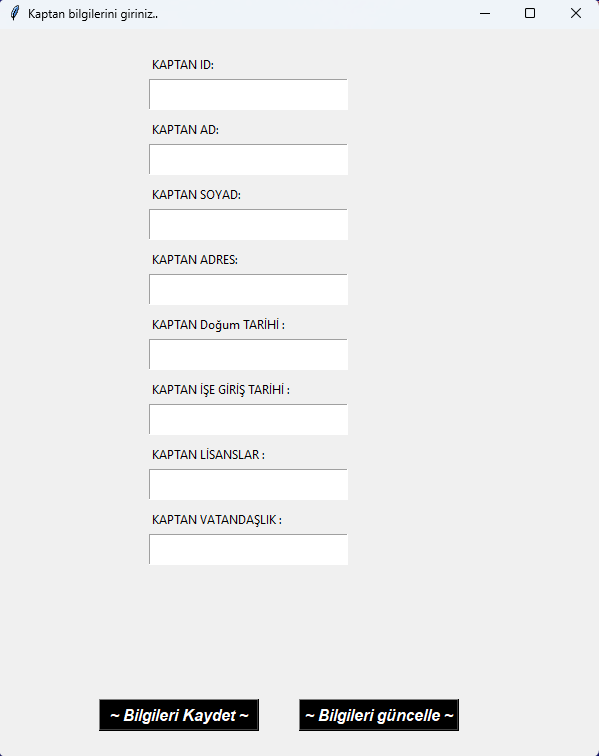 Kaptan bilgilerini giriniz..
KAPTAN ID:
KAPTAN AD:
KAPTAN SOYAD:
KAPTAN ADRES:
KAPTAN Doğum TARİHİ :
KAPTAN İŞE GİRİŞ TARİHİ :
KAPTAN LİSANSLAR :
KAPTAN VATANDAŞLIK :
~ Bilgileri Kaydet ~ ~ Bilgileri güncelle ~